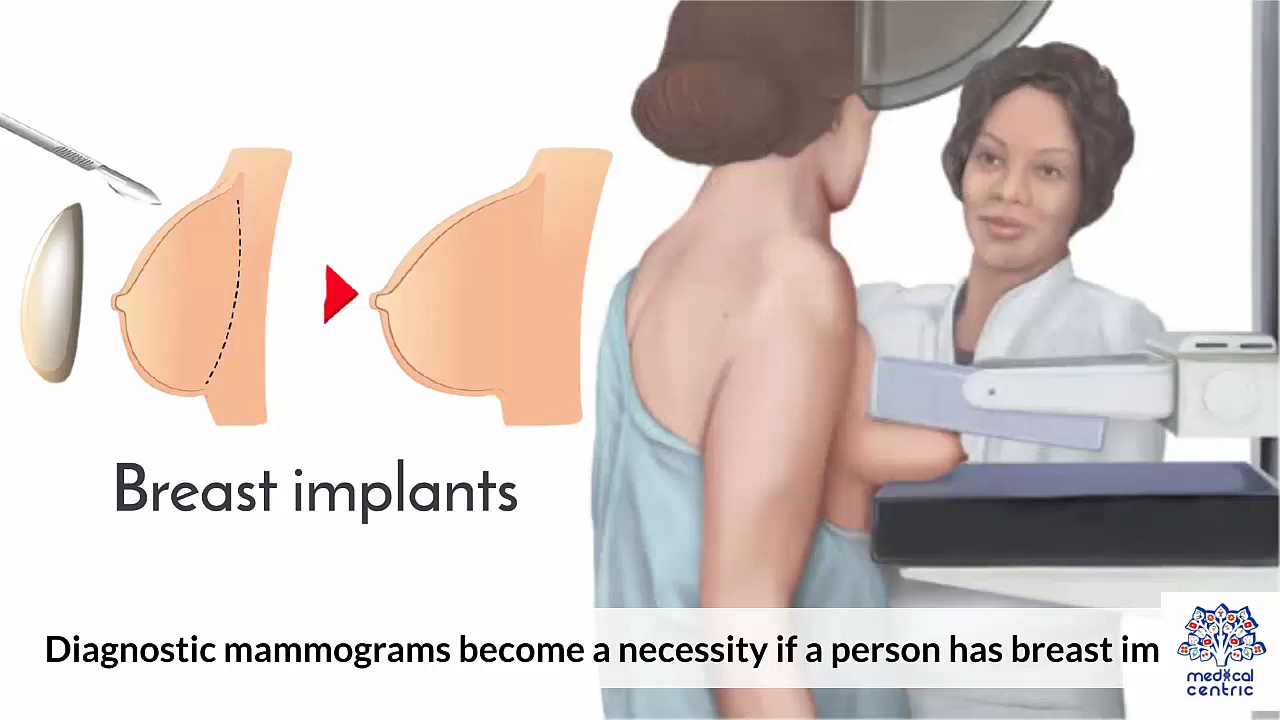 Breast implants
Diagnostic mammograms become a necessity if a person has breast im
medical
centric